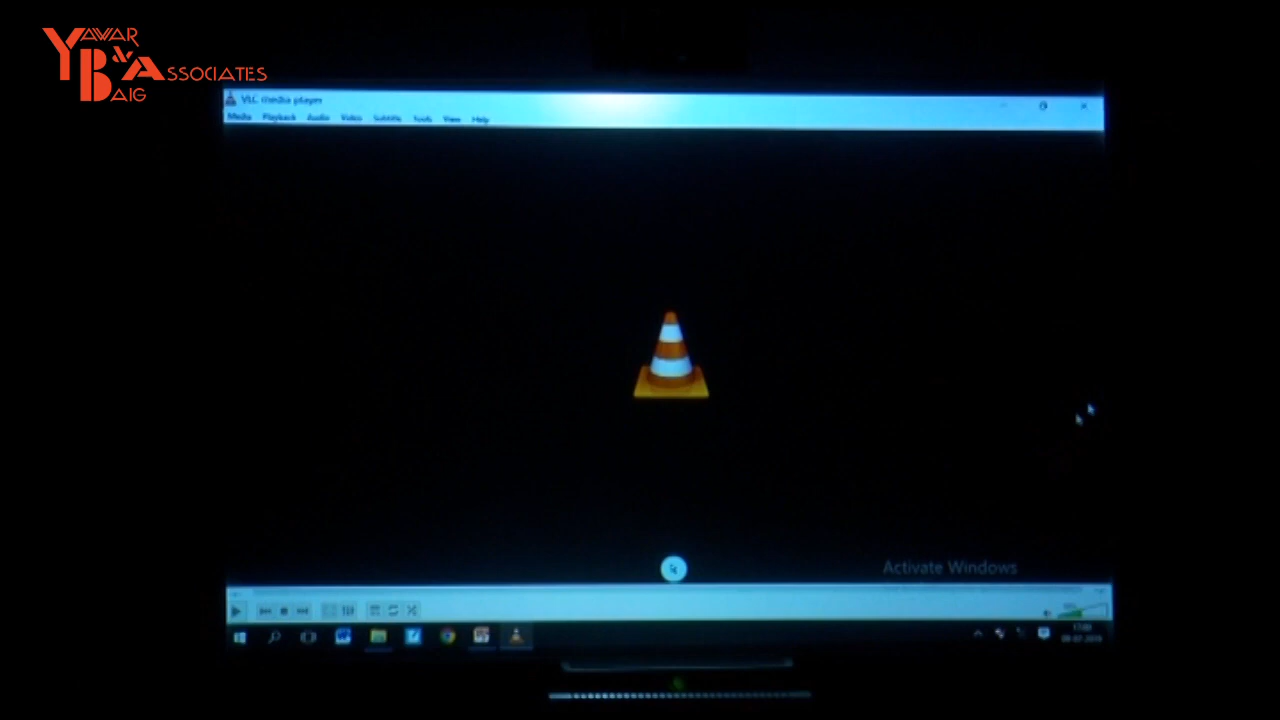 YAWAR
BAIG & ASSOCIATES
VLC media player
Media Playback Audio Video Subtitle Tools View Help
Activate Windows